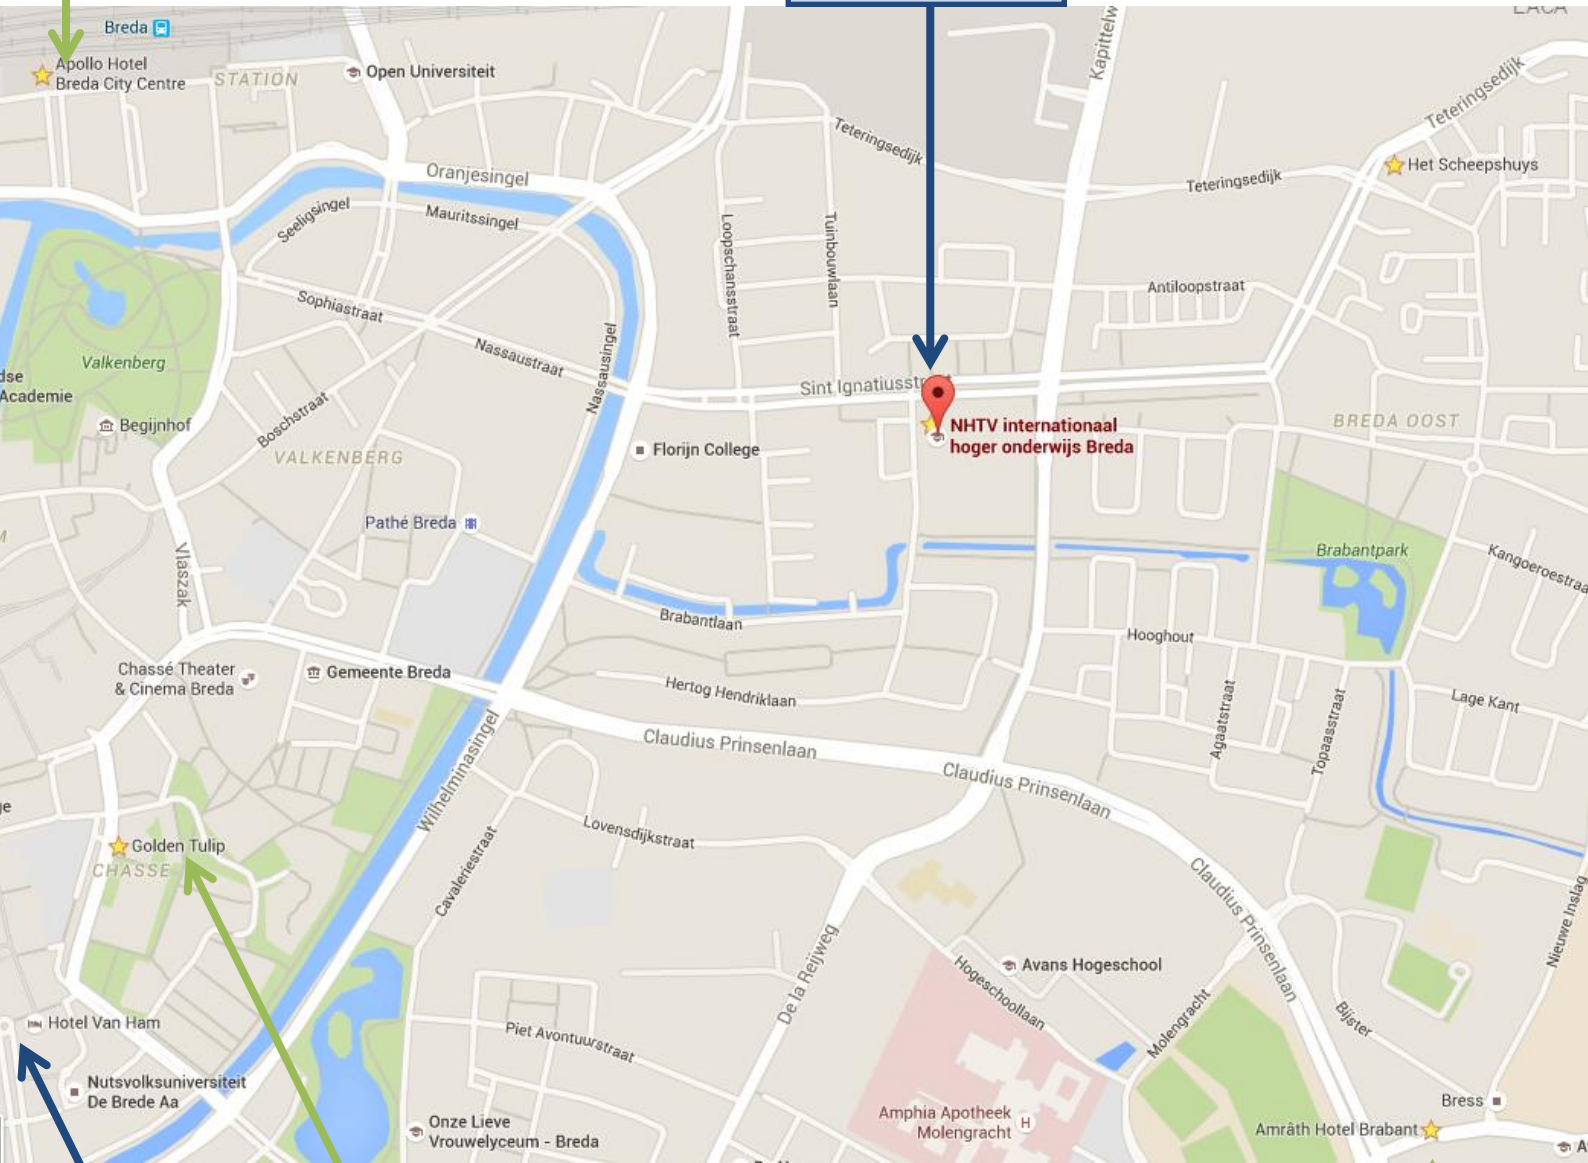 Breda
Apollo Hotel
Breda City Centre
STATION
Open Universiteit
Kapittelw
Teteringsedijk
Teteringsedijk
Het Scheepshuys
Teteringsedijk
Oranjesingel
Seeligsingel
Mauritssingel
Loopschansstraat
Tuinbouwlaan
Antiloopstraat
Sophiastraat
Nassaustraat
Nassausingel
Valkenberg
dse
Academie
Begijnhof
Boschstraat
VALKENBERG
Sint Ignatiusst
NHTV internationaal
hoger onderwijs Breda
BREDA OOST
Florijn College
Pathé Breda
Vlaszak
Brabantpark
Kangoeroestraa
Brabantlaan
Hooghout
Chassé Theater
& Cinema Breda
Gemeente Breda
Hertog Hendriklaan
Agaatstraat
Topaasstraat
Lage Kant
Claudius Prinsenlaan
Claudius Prinsenlaan
Wilhelminasingel
Lovensdijkstraat
Golden Tulip
CHASSE
Cavaleriestraat
Claudius Prinsenlaan
Nieuwe Inslag
De la Reijweg
Avans Hogeschool
Hogeschoollaan
Molengracht
Bijster
Hotel Van Ham
Piet Avontuurstraat
Nutsvolksuniversiteit
De Brede Aa
Onze Lieve
Vrouwelyceum - Breda
Amphia Apotheek
Molengracht
H
Bress
Amrâth Hotel Brabant
A